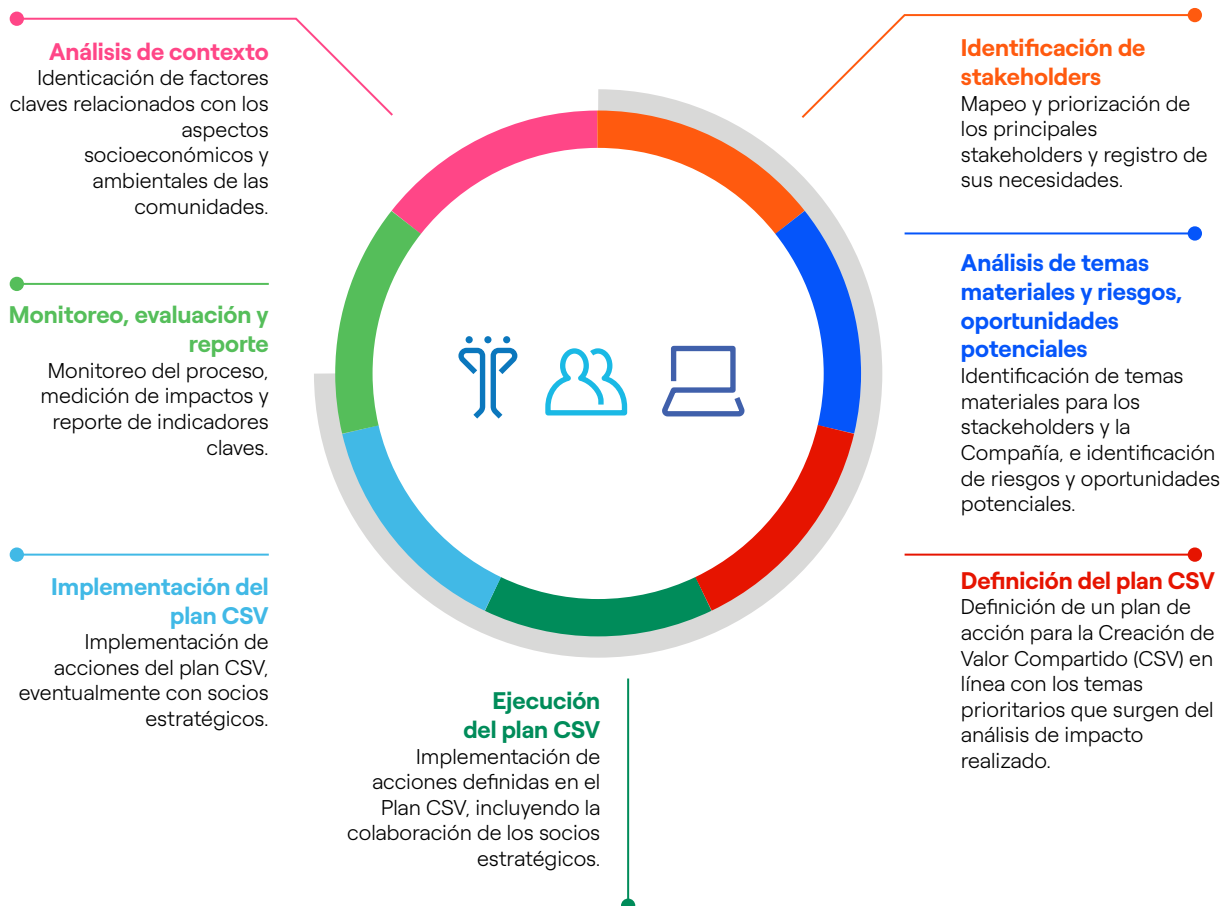 Análisis de contexto
Identicación de factores
claves relacionados con los
aspectos
socioeconómicos y
ambientales de las
comunidades.
Identificación de
stakeholders
Mapeo y priorización de
los principales
stakeholders y registro de
sus necesidades.
Análisis de temas
materiales y riesgos,
oportunidades
potenciales
Identificación de temas
materiales para los
stackeholders y la
Compañía, e identificación
de riesgos y oportunidades
potenciales.
Definición del plan CSV
Definición de un plan de
acción para la Creación de
Valor Compartido (CSV) en
línea con los temas
prioritarios que surgen del
análisis de impacto
realizado.
Ejecución
del plan CSV
Implementación de
acciones definidas en el
Plan CSV, incluyendo la
colaboración de los socios
estratégicos.
Implementación del
plan CSV
Implementación de
acciones del plan CSV,
eventualmente con socios
estratégicos.
Monitoreo, evaluación y
reporte
Monitoreo del proceso,
medición de impactos y
reporte de indicadores
claves.